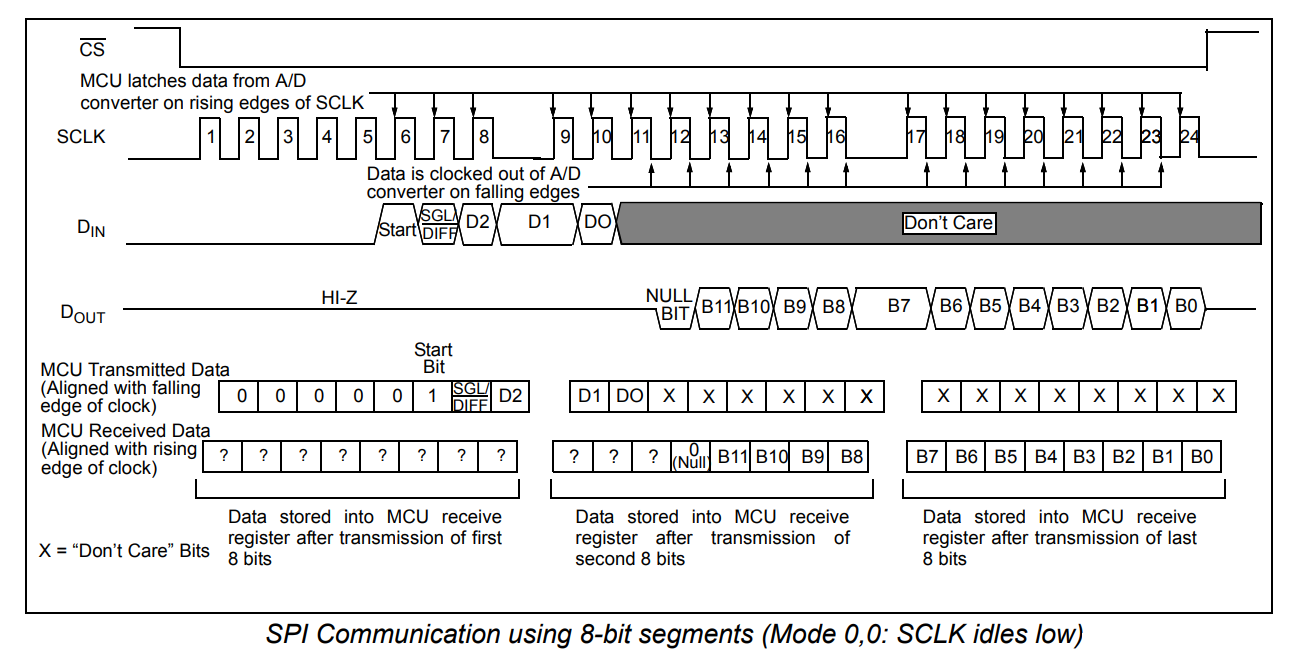 CS
MCU latches data from A/D
converter on rising edges of SCLK
SCLK
1 2 3 4 5 6 7 8 9 10 11 12 13 14 15 16 17 18 19 20 21 22 23 24
Data is clocked out of A/D
converter on falling edges
DIN
Start SGL/DIFF D2 D1 DO Don't Care
HI-Z
DOUT
NULL BIT B11 B10 B9 B8 B7 B6 B5 B4 B3 B2 B1 B0
Start
Bit
MCU Transmitted Data
(Aligned with falling
edge of clock)
0 0 0 0 0 1 SGL/DIFF D2 D1 DO X X X X X X X X X X X X X X
MCU Received Data
(Aligned with rising
edge of clock)
? ? ? ? ? ? ? ? ? ? ? 0 (Null) B11 B10 B9 B8 B7 B6 B5 B4 B3 B2 B1 B0
Data stored into MCU receive
register after transmission of first
8 bits
Data stored into MCU receive
register after transmission of
second 8 bits
Data stored into MCU receive
register after transmission of last
8 bits
X = "Don't Care" Bits
SPI Communication using 8-bit segments (Mode 0,0: SCLK idles low)